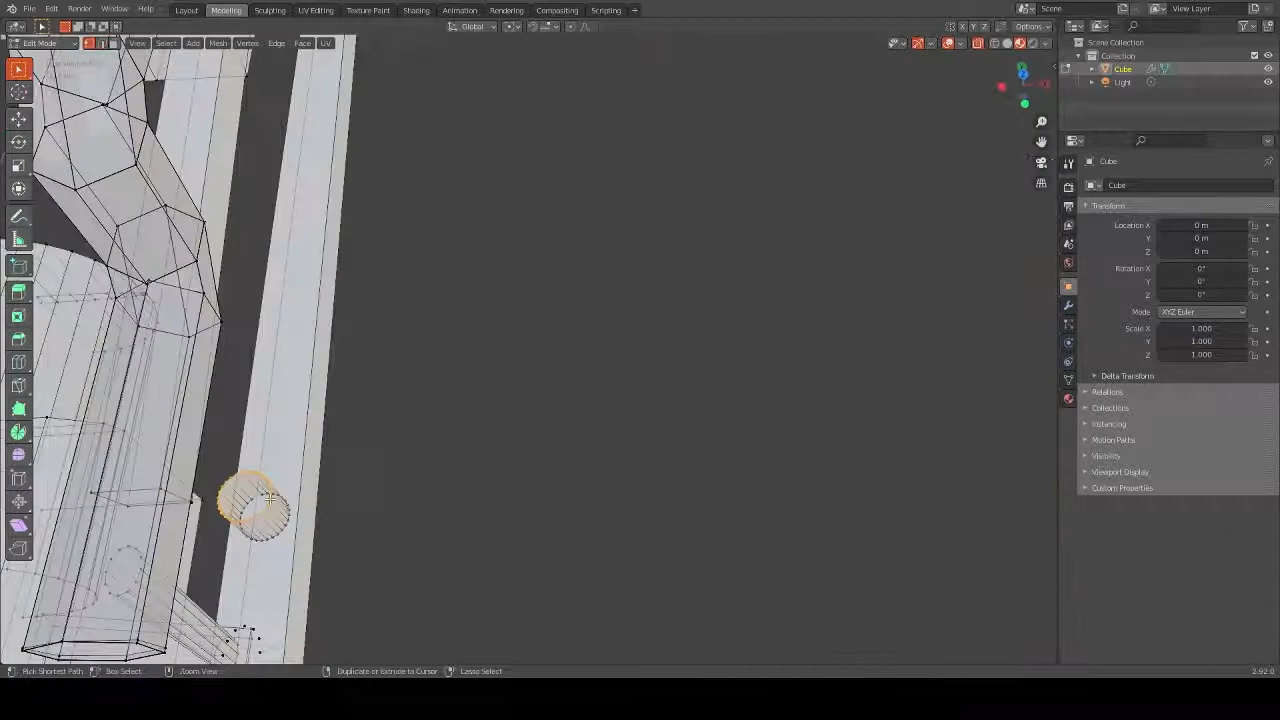 File Edit Render Window Help Layout Modeling Sculpting UV Editing Texture Paint Shading Animation Rendering Compositing Scripting + Scene View Layer
Global Options
Edit Mode View Select Add Mesh Vertex Edge Face UV
Scene Collection
Collection
Cube
Light
Cube
Cube
Transform
Location X 0 m
Y 0 m
Z 0 m
Rotation X 0°
Y 0°
Z 0°
Mode XYZ Euler
Scale X 1.000
Y 1.000
Z 1.000
Delta Transform
Relations
Collections
Instancing
Motion Paths
Visibility
Viewport Display
Custom Properties
Pick Shortest Path Box Select Zoom View Duplicate or Extrude to Cursor Lasso Select 2.92.0